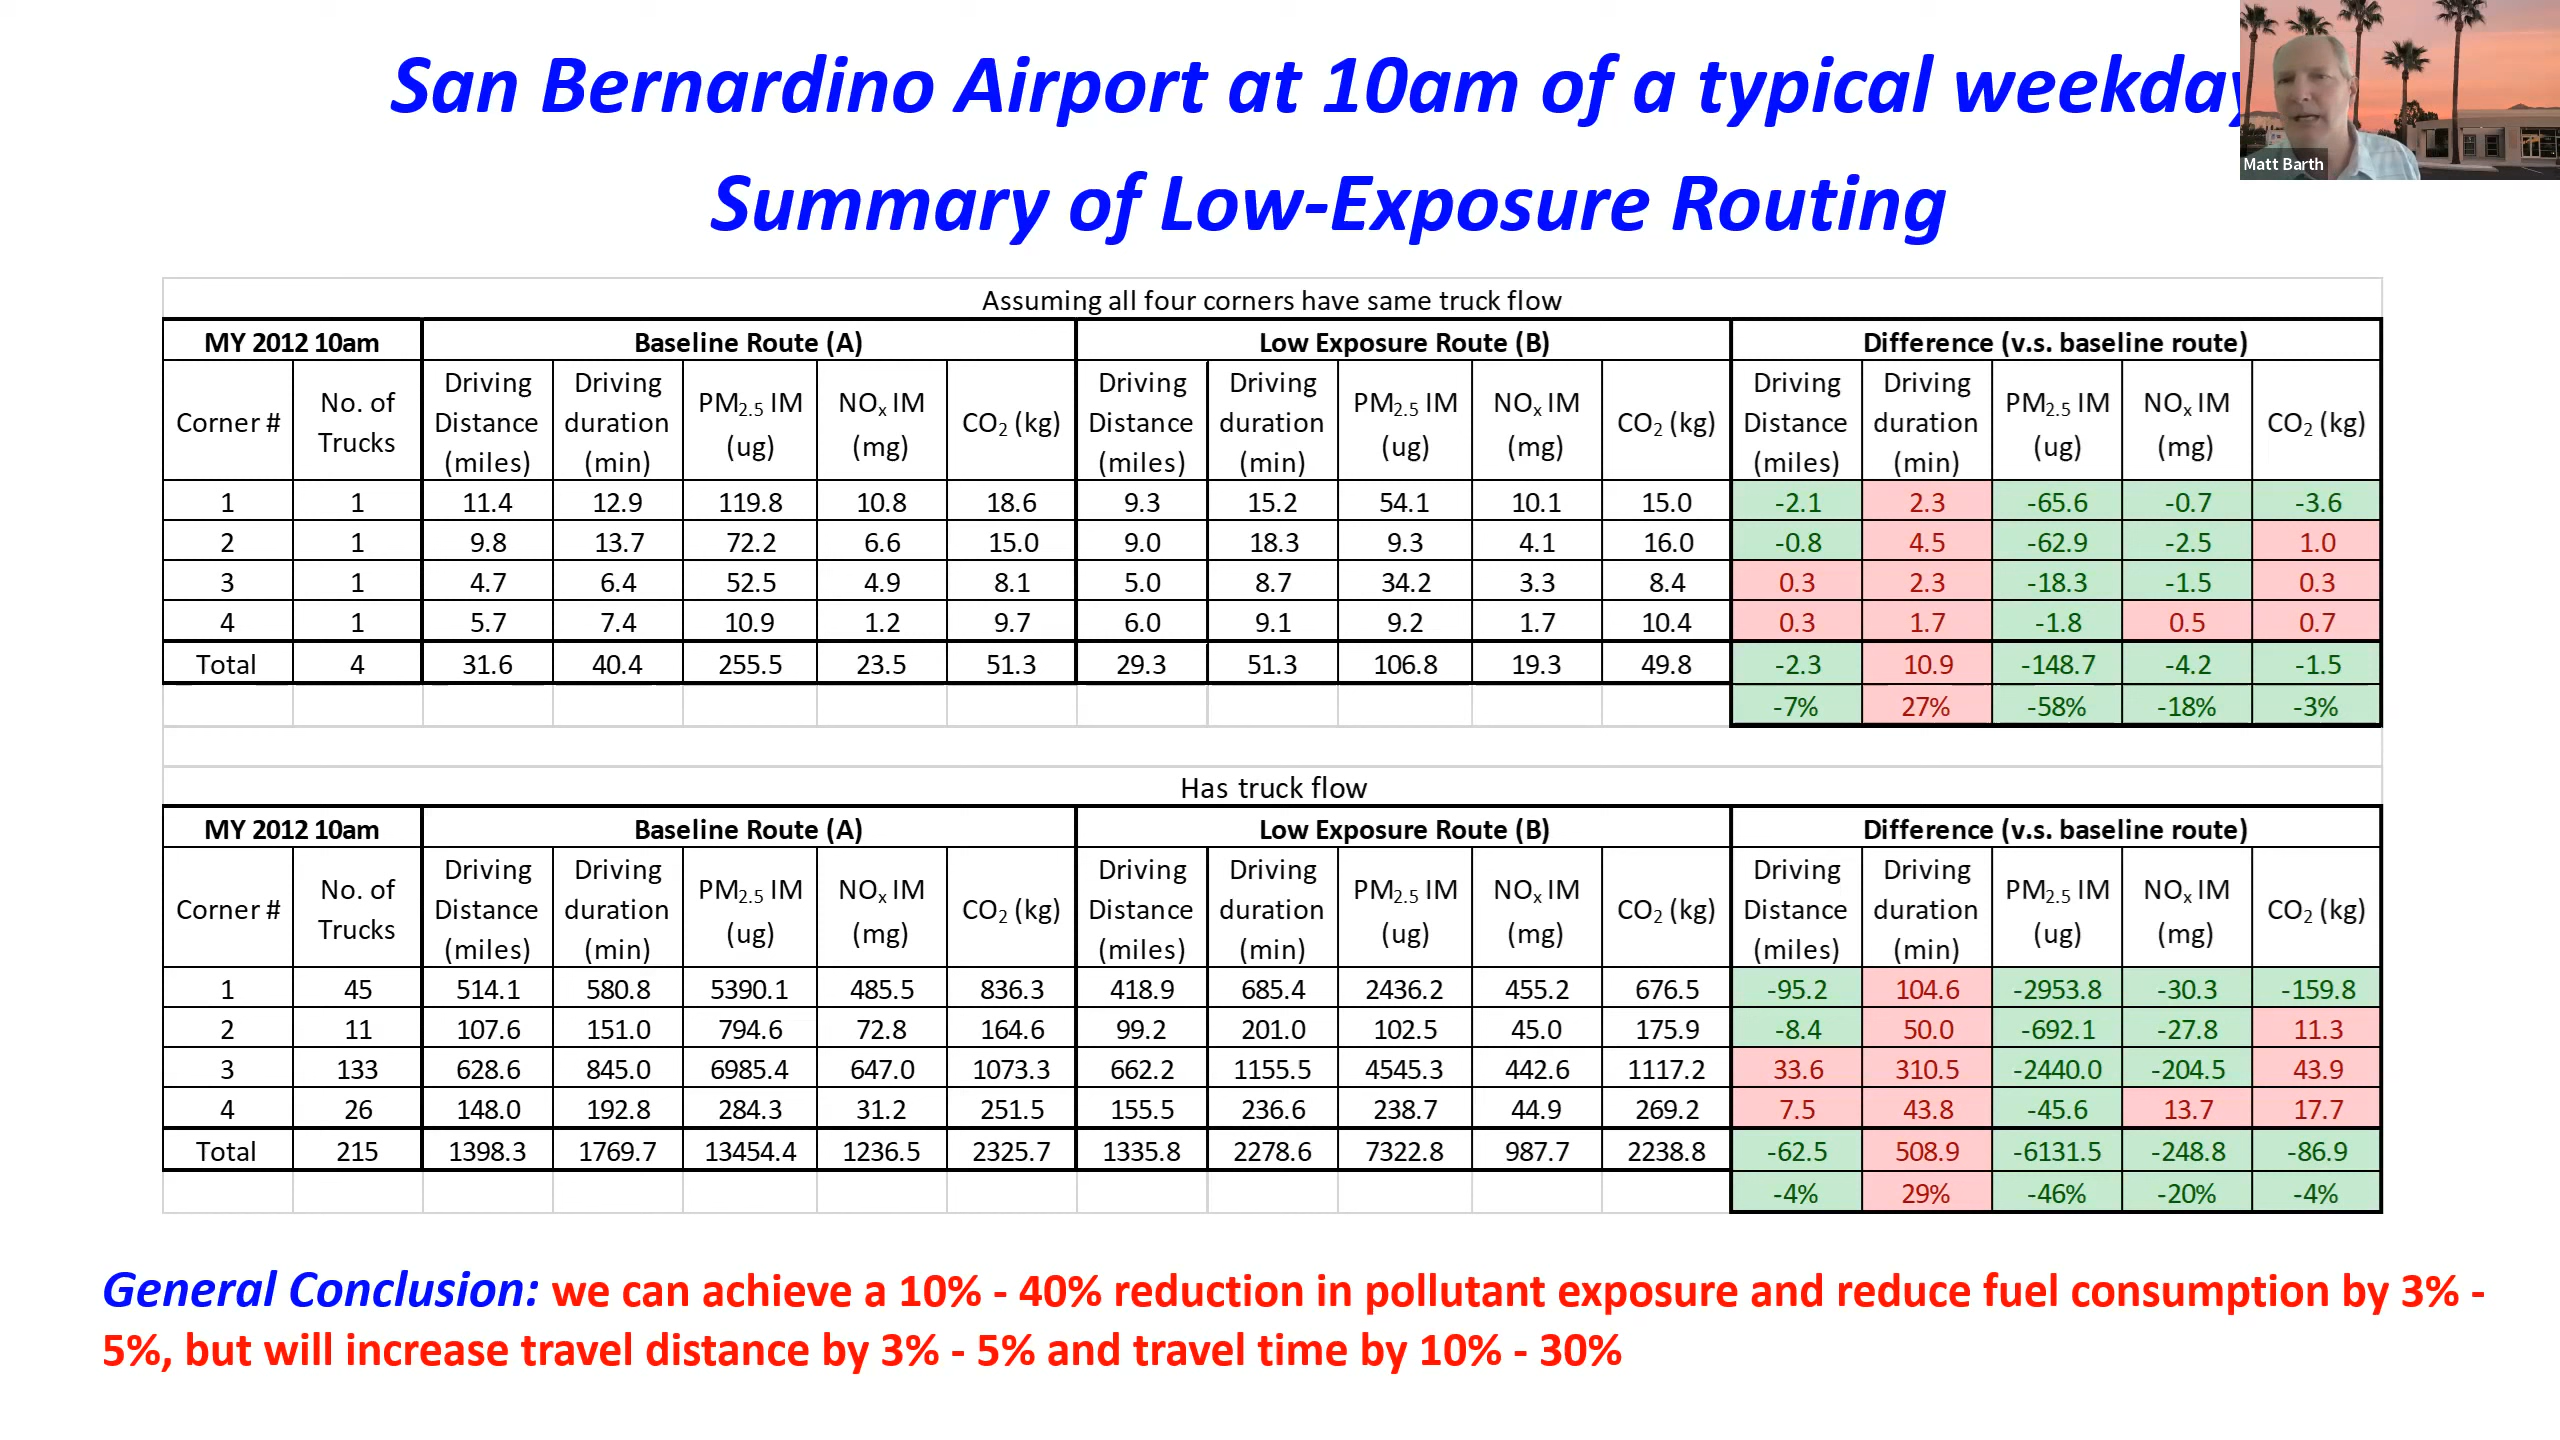 San Bernardino Airport at 10am of a typical weekday
Matt Barth
Summary of Low-Exposure Routing
Assuming all four corners have same truck flow
MY 2012 10am Baseline Route (A) Low Exposure Route (B) Difference (v.s. baseline route)
Corner # No. of Trucks Driving Distance (miles) Driving duration (min) PM2.5 IM (ug) NOx IM (mg) CO2 (kg) Driving Distance (miles) Driving duration (min) PM2.5 IM (ug) NOx IM (mg) CO2 (kg) Driving Distance (miles) Driving duration (min) PM2.5 IM (ug) NOx IM (mg) CO2 (kg)
1 1 11.4 12.9 119.8 10.8 18.6 9.3 15.2 54.1 10.1 15.0 -2.1 2.3 -65.6 -0.7 -3.6
2 1 9.8 13.7 72.2 6.6 15.0 9.0 18.3 9.3 4.1 16.0 -0.8 4.5 -62.9 -2.5 1.0
3 1 4.7 6.4 52.5 4.9 8.1 5.0 8.7 34.2 3.3 8.4 0.3 2.3 -18.3 -1.5 0.3
4 1 5.7 7.4 10.9 1.2 9.7 6.0 9.1 9.2 1.7 10.4 0.3 1.7 -1.8 0.5 0.7
Total 4 31.6 40.4 255.5 23.5 51.3 29.3 51.3 106.8 19.3 49.8 -2.3 10.9 -148.7 -4.2 -1.5
-7% 27% -58% -18% -3%
Has truck flow
MY 2012 10am Baseline Route (A) Low Exposure Route (B) Difference (v.s. baseline route)
Corner # No. of Trucks Driving Distance (miles) Driving duration (min) PM2.5 IM (ug) NOx IM (mg) CO2 (kg) Driving Distance (miles) Driving duration (min) PM2.5 IM (ug) NOx IM (mg) CO2 (kg) Driving Distance (miles) Driving duration (min) PM2.5 IM (ug) NOx IM (mg) CO2 (kg)
1 45 514.1 580.8 5390.1 485.5 836.3 418.9 685.4 2436.2 455.2 676.5 -95.2 104.6 -2953.8 -30.3 -159.8
2 11 107.6 151.0 794.6 72.8 164.6 99.2 201.0 102.5 45.0 175.9 -8.4 50.0 -692.1 -27.8 11.3
3 133 628.6 845.0 6985.4 647.0 1073.3 662.2 1155.5 4545.3 442.6 1117.2 33.6 310.5 -2440.0 -204.5 43.9
4 26 148.0 192.8 284.3 31.2 251.5 155.5 236.6 238.7 44.9 269.2 7.5 43.8 -45.6 13.7 17.7
Total 215 1398.3 1769.7 13454.4 1236.5 2325.7 1335.8 2278.6 7322.8 987.7 2238.8 -62.5 508.9 -6131.5 -248.8 -86.9
-4% 29% -46% -20% -4%
General Conclusion: we can achieve a 10% - 40% reduction in pollutant exposure and reduce fuel consumption by 3% -
5%, but will increase travel distance by 3% - 5% and travel time by 10% - 30%